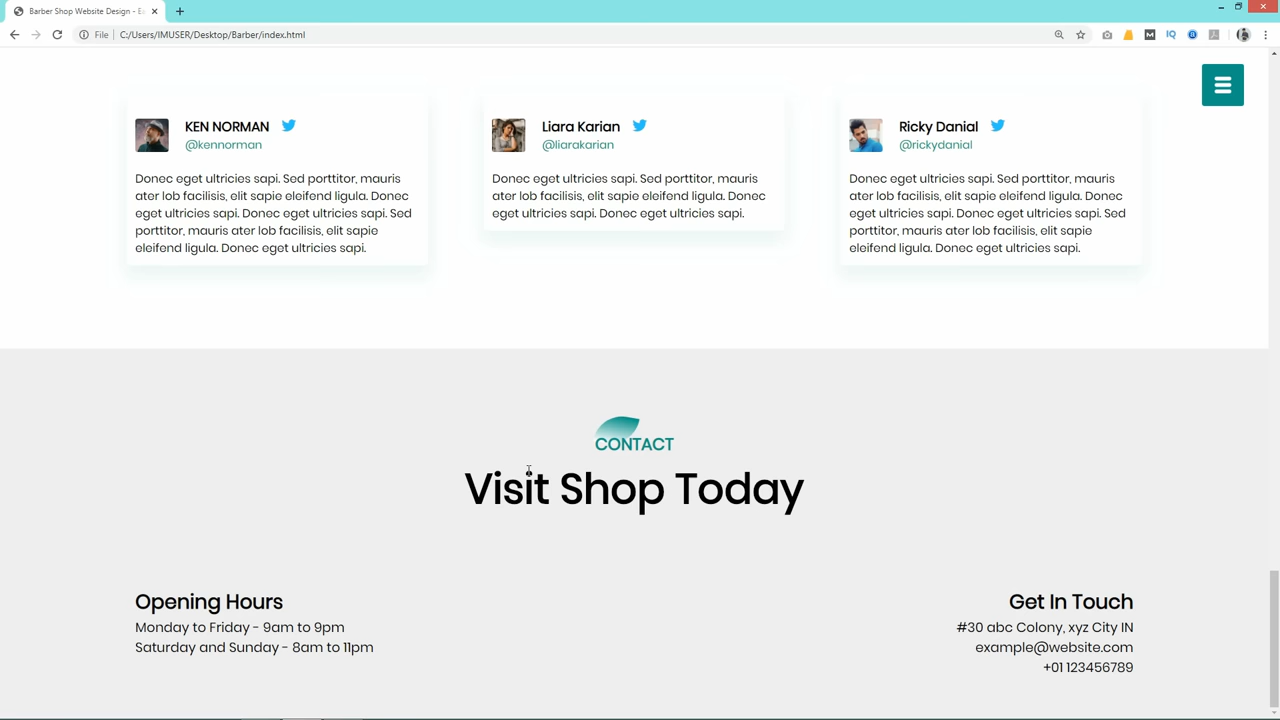 Barber Shop Website Design - Ea
File
C:/Users/IMUSER/Desktop/Barber/index.html
KEN NORMAN
@kennorman
Donec eget ultricies sapi. Sed porttitor, mauris
ater lob facilisis, elit sapie eleifend ligula. Donec
eget ultricies sapi. Donec eget ultricies sapi. Sed
porttitor, mauris ater lob facilisis, elit sapie
eleifend ligula. Donec eget ultricies sapi.
Liara Karian
@liarakarian
Donec eget ultricies sapi. Sed porttitor, mauris
ater lob facilisis, elit sapie eleifend ligula. Donec
eget ultricies sapi. Donec eget ultricies sapi.
Ricky Danial
@rickydanial
Donec eget ultricies sapi. Sed porttitor, mauris
ater lob facilisis, elit sapie eleifend ligula. Donec
eget ultricies sapi. Donec eget ultricies sapi. Sed
porttitor, mauris ater lob facilisis, elit sapie
eleifend ligula. Donec eget ultricies sapi.
CONTACT
Visit Shop Today
Opening Hours
Monday to Friday - 9am to 9pm
Saturday and Sunday - 8am to 11pm
Get In Touch
#30 abc Colony, xyz City IN
example@website.com
+01 123456789